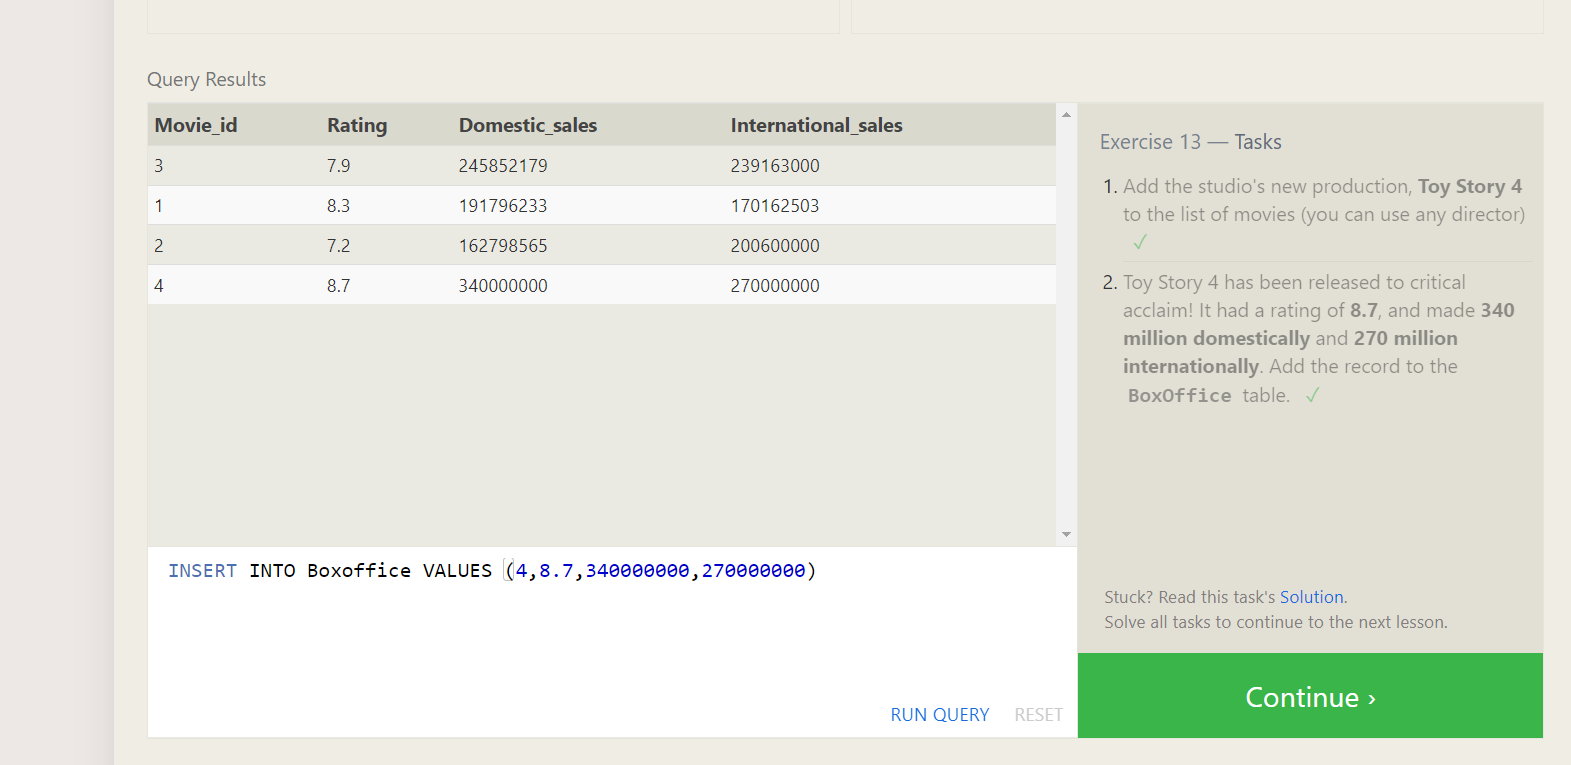 Query Results
Movie_id Rating Domestic_sales International_sales
3 7.9 245852179 239163000
1 8.3 191796233 170162503
2 7.2 162798565 200600000
4 8.7 340000000 270000000
INSERT INTO Boxoffice VALUES (4,8.7,340000000,270000000)
RUN QUERY RESET
Exercise 13 — Tasks
1. Add the studio's new production, Toy Story 4
to the list of movies (you can use any director)
✓
2. Toy Story 4 has been released to critical
acclaim! It had a rating of 8.7, and made 340
million domestically and 270 million
internationally. Add the record to the
BoxOffice table. ✓
Stuck? Read this task's Solution.
Solve all tasks to continue to the next lesson.
Continue ›